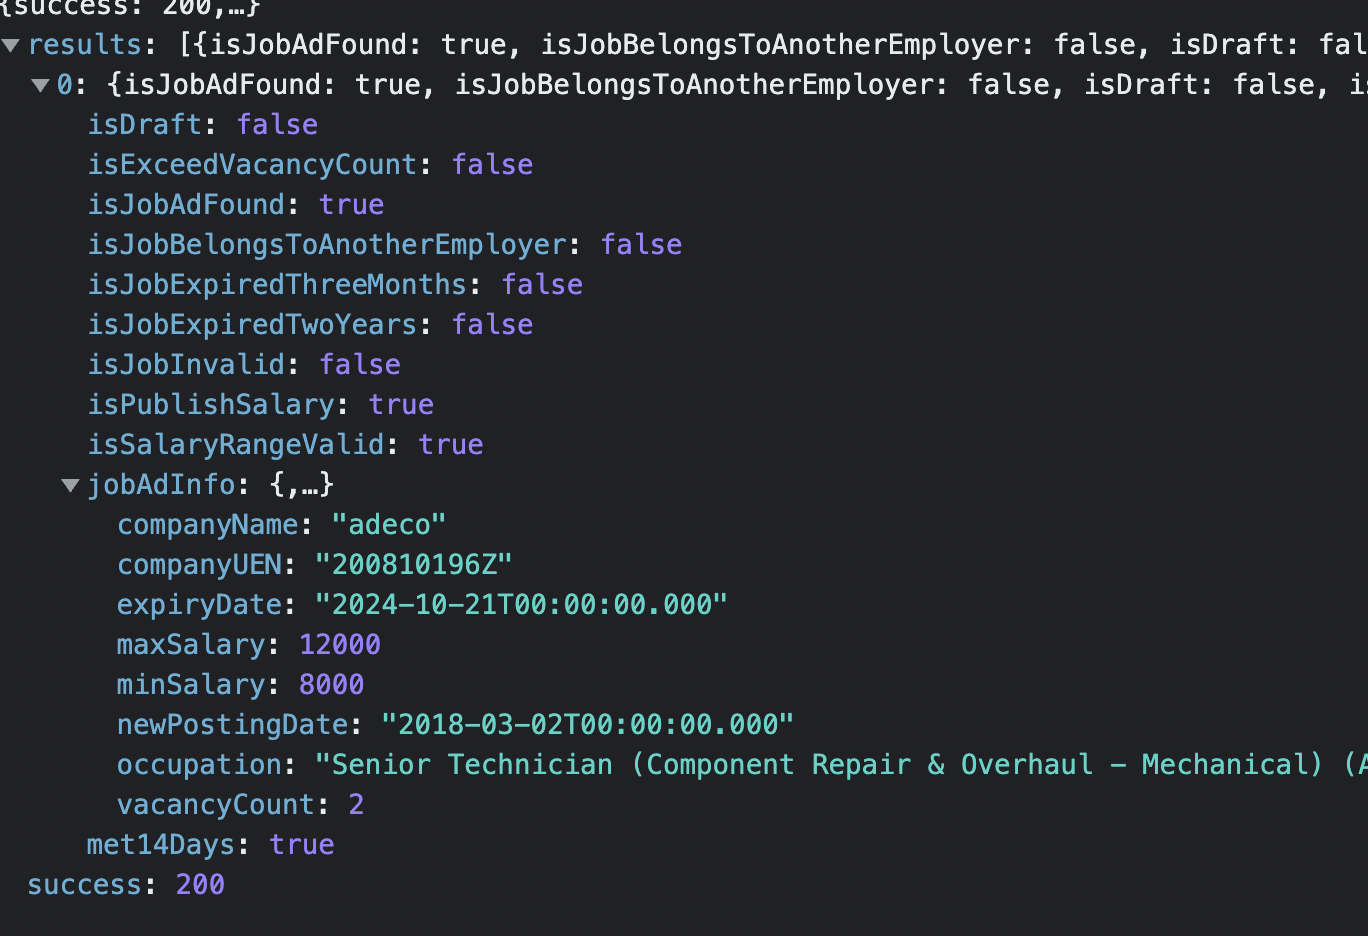 {success: 200,…}
results: [{isJobAdFound: true, isJobBelongsToAnotherEmployer: false, isDraft: fal
0: {isJobAdFound: true, isJobBelongsToAnotherEmployer: false, isDraft: false, is
isDraft: false
isExceedVacancyCount: false
isJobAdFound: true
isJobBelongsToAnotherEmployer: false
isJobExpiredThreeMonths: false
isJobExpiredTwoYears: false
isJobInvalid: false
isPublishSalary: true
isSalaryRangeValid: true
jobAdInfo: {,…}
companyName: "adeco"
companyUEN: "200810196Z"
expiryDate: "2024-10-21T00:00:00.000"
maxSalary: 12000
minSalary: 8000
newPostingDate: "2018-03-02T00:00:00.000"
occupation: "Senior Technician (Component Repair & Overhaul - Mechanical) (A
vacancyCount: 2
met14Days: true
success: 200